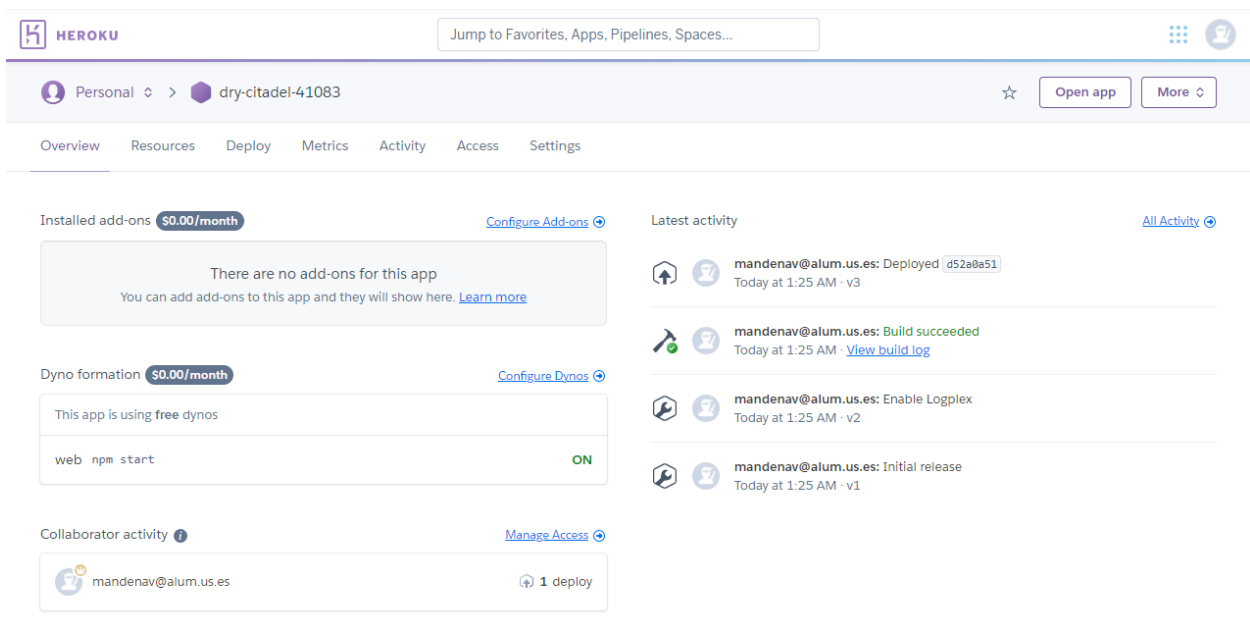 HEROKU
Jump to Favorites, Apps, Pipelines, Spaces...
Personal > dry-citadel-41083
Open app
More
Overview Resources Deploy Metrics Activity Access Settings
Installed add-ons $0.00/month
Configure Add-ons
There are no add-ons for this app
You can add add-ons to this app and they will show here. Learn more
Dyno formation $0.00/month
Configure Dynos
This app is using free dynos
web npm start ON
Collaborator activity i
Manage Access
mandenav@alum.us.es 1 deploy
Latest activity
All Activity
mandenav@alum.us.es: Deployed d52a0a51
Today at 1:25 AM · v3
mandenav@alum.us.es: Build succeeded
Today at 1:25 AM · View build log
mandenav@alum.us.es: Enable Logplex
Today at 1:25 AM · v2
mandenav@alum.us.es: Initial release
Today at 1:25 AM · v1